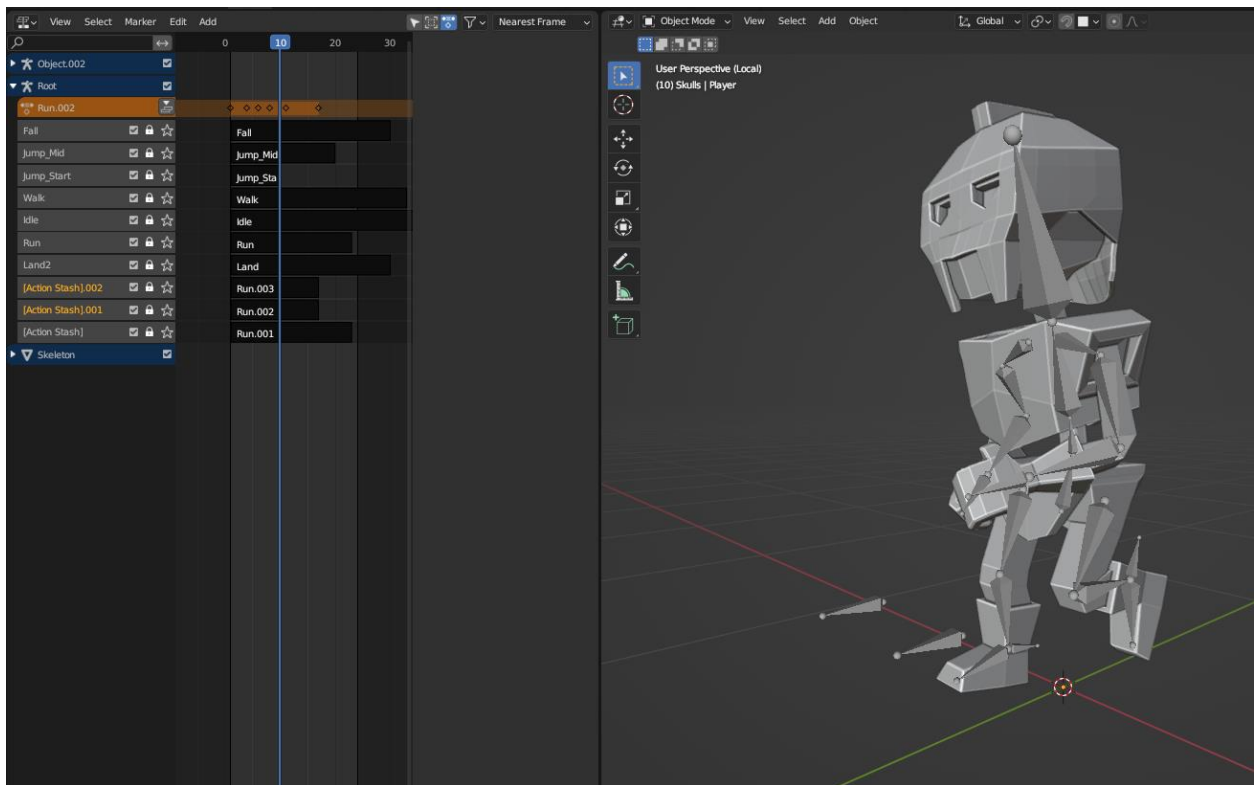 View Select Marker Edit Add Nearest Frame
0 10 20 30
Object.002
Root
Run.002
Fall Fall
Jump_Mid Jump_Mid
Jump_Start Jump_Sta
Walk Walk
Idle Idle
Run Run
Land2 Land
[Action Stash].002 Run.003
[Action Stash].001 Run.002
[Action Stash] Run.001
Skeleton
Object Mode View Select Add Object Global
User Perspective (Local)
(10) Skulls | Player